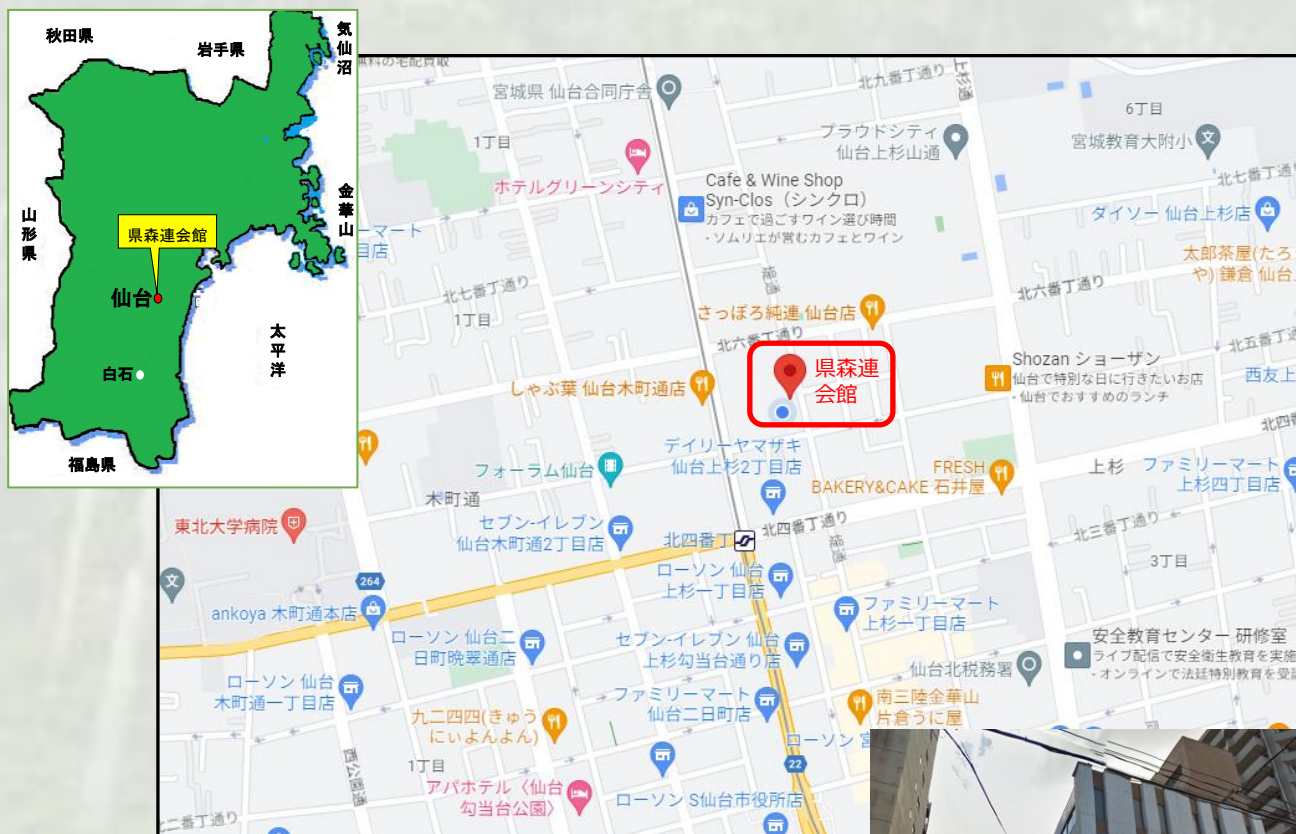 秋田県
岩手県
気仙沼
金華山
山形県
県森連会館
仙台
太平洋
白石
福島県
無料の宅配買取
宮城県 仙台合同庁舎
北九番丁通り
上杉通
6丁目
1丁目
プラウドシティ
仙台上杉山通
宮城教育大附小
ホテルグリーンシティ
Cafe & Wine Shop
Syn-Clos（シンクロ）
カフェで過ごすワイン選び時間
・ソムリエが営むカフェとワイン
北七番丁通り
ダイソー 仙台上杉店
ーマート
目店
太郎茶屋(たろ
や) 鎌倉 仙台
堤通
北七番丁通り
1丁目
北六番丁通り
さっぽろ純連 仙台店
北六番丁通り
県森連
会館
Shozan ショーザン
仙台で特別な日に行きたいお店
・仙台でおすすめのランチ
北五番丁通
西友上
しゃぶ葉 仙台木町通店
北四番
デイリーヤマザキ
仙台上杉2丁目店
フォーラム仙台
FRESH
BAKERY&CAKE 石井屋
上杉
ファミリーマート
上杉四丁目店
木町通
東北大学病院
セブン-イレブン
仙台木町通2丁目店
北四番丁
北四番丁通り
堤通
北三番丁通り
3丁目
264
ローソン 仙台
上杉一丁目店
ankoya 木町通本店
ファミリーマート
上杉一丁目店
ローソン 仙台二
日町晩翠通店
セブン-イレブン 仙台
上杉勾当台通り店
安全教育センター 研修室
ライブ配信で安全衛生教育を実施
・オンラインで法廷特別教育を受
仙台北税務署
ローソン 仙台
木町通一丁目店
ファミリーマート
仙台二日町店
南三陸金華山
片倉うに屋
九二四四(きゅう
にぃよんよん)
ローソン 宮
西公園通
1丁目
22
アパホテル〈仙台
勾当台公園〉
ローソン S仙台市役所店
二番丁通り